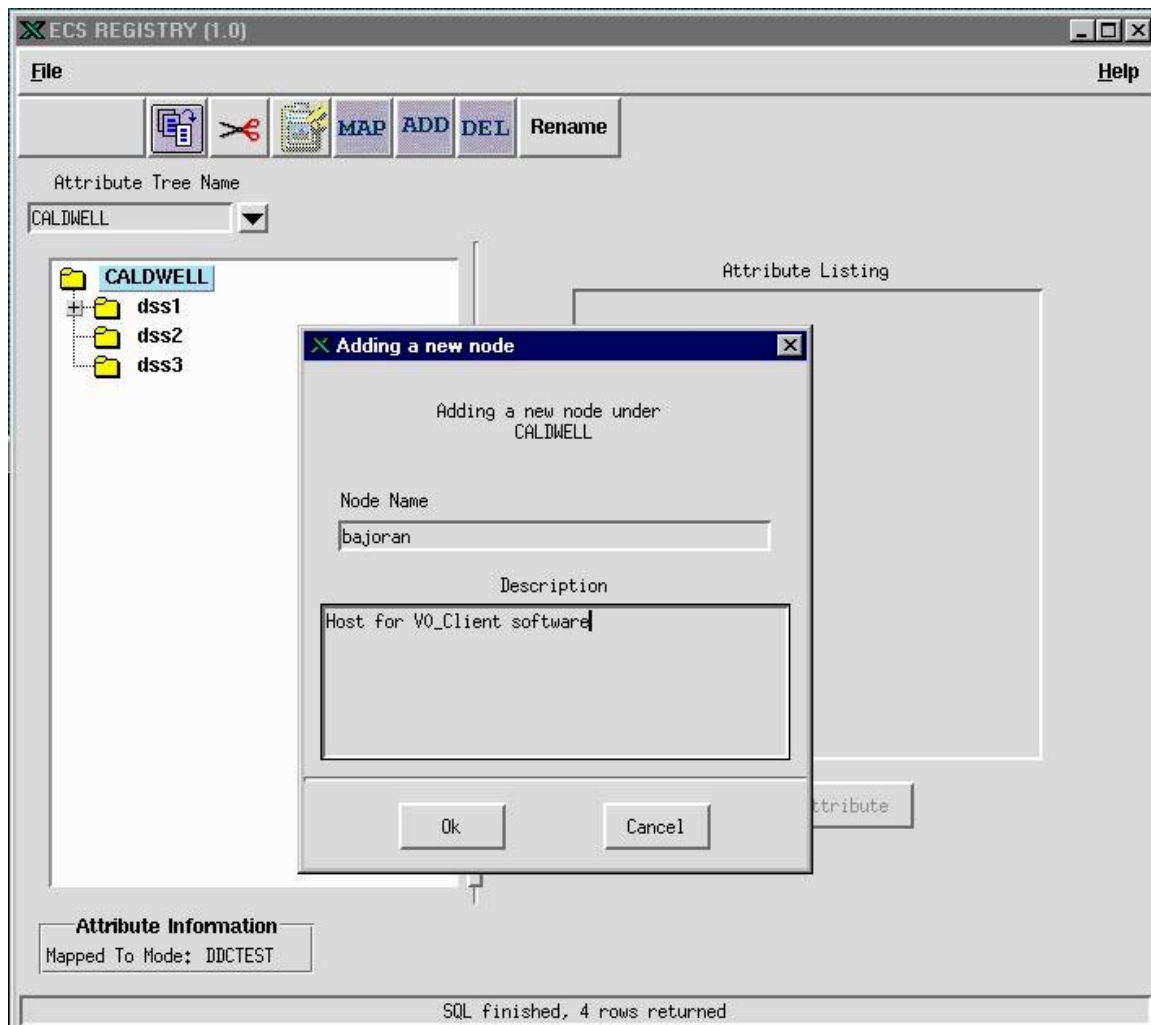 ECS REGISTRY (1.0)
File Help
MAP ADD DEL Rename
Attribute Tree Name
CALDWELL
CALDWELL
dss1
dss2
dss3
Attribute Listing
Adding a new node
Adding a new node under
CALDWELL
Node Name
bajoran
Description
Host for V0_Client software
Ok Cancel
ttribute
Attribute Information
Mapped To Mode: DDCTEST
SQL finished, 4 rows returned